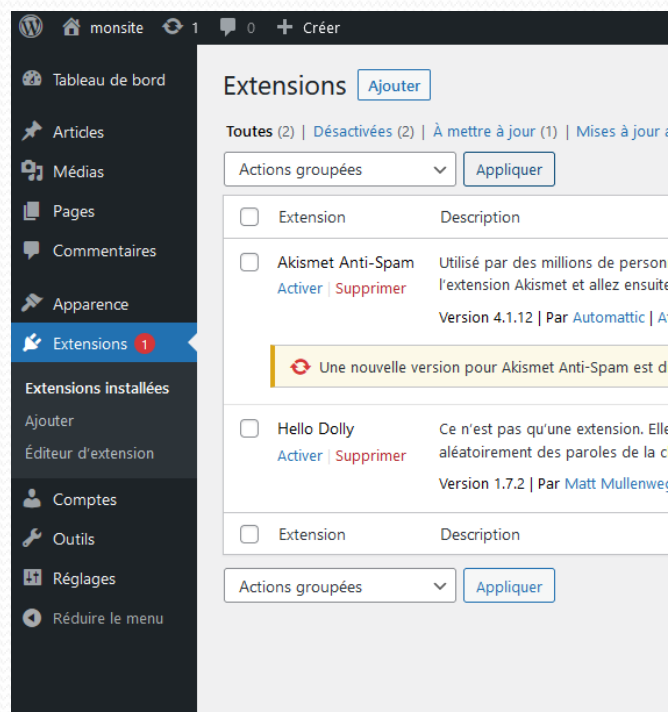 monsite 1 0 + Créer
Tableau de bord
Articles
Médias
Pages
Commentaires
Apparence
Extensions 1
Extensions installées
Ajouter
Éditeur d'extension
Comptes
Outils
Réglages
Réduire le menu
Extensions Ajouter
Toutes (2) | Désactivées (2) | À mettre à jour (1) | Mises à jour
Actions groupées Appliquer
Extension Description
Akismet Anti-Spam Utilisé par des millions de
Activer | Supprimer l'extension Akismet et allez
Version 4.1.12 | Par Automattic |
Une nouvelle version pour Akismet Anti-Spam est
Hello Dolly Ce n'est pas qu'une extension.
Activer | Supprimer aléatoirement des paroles de la
Version 1.7.2 | Par Matt
Extension Description
Actions groupées Appliquer